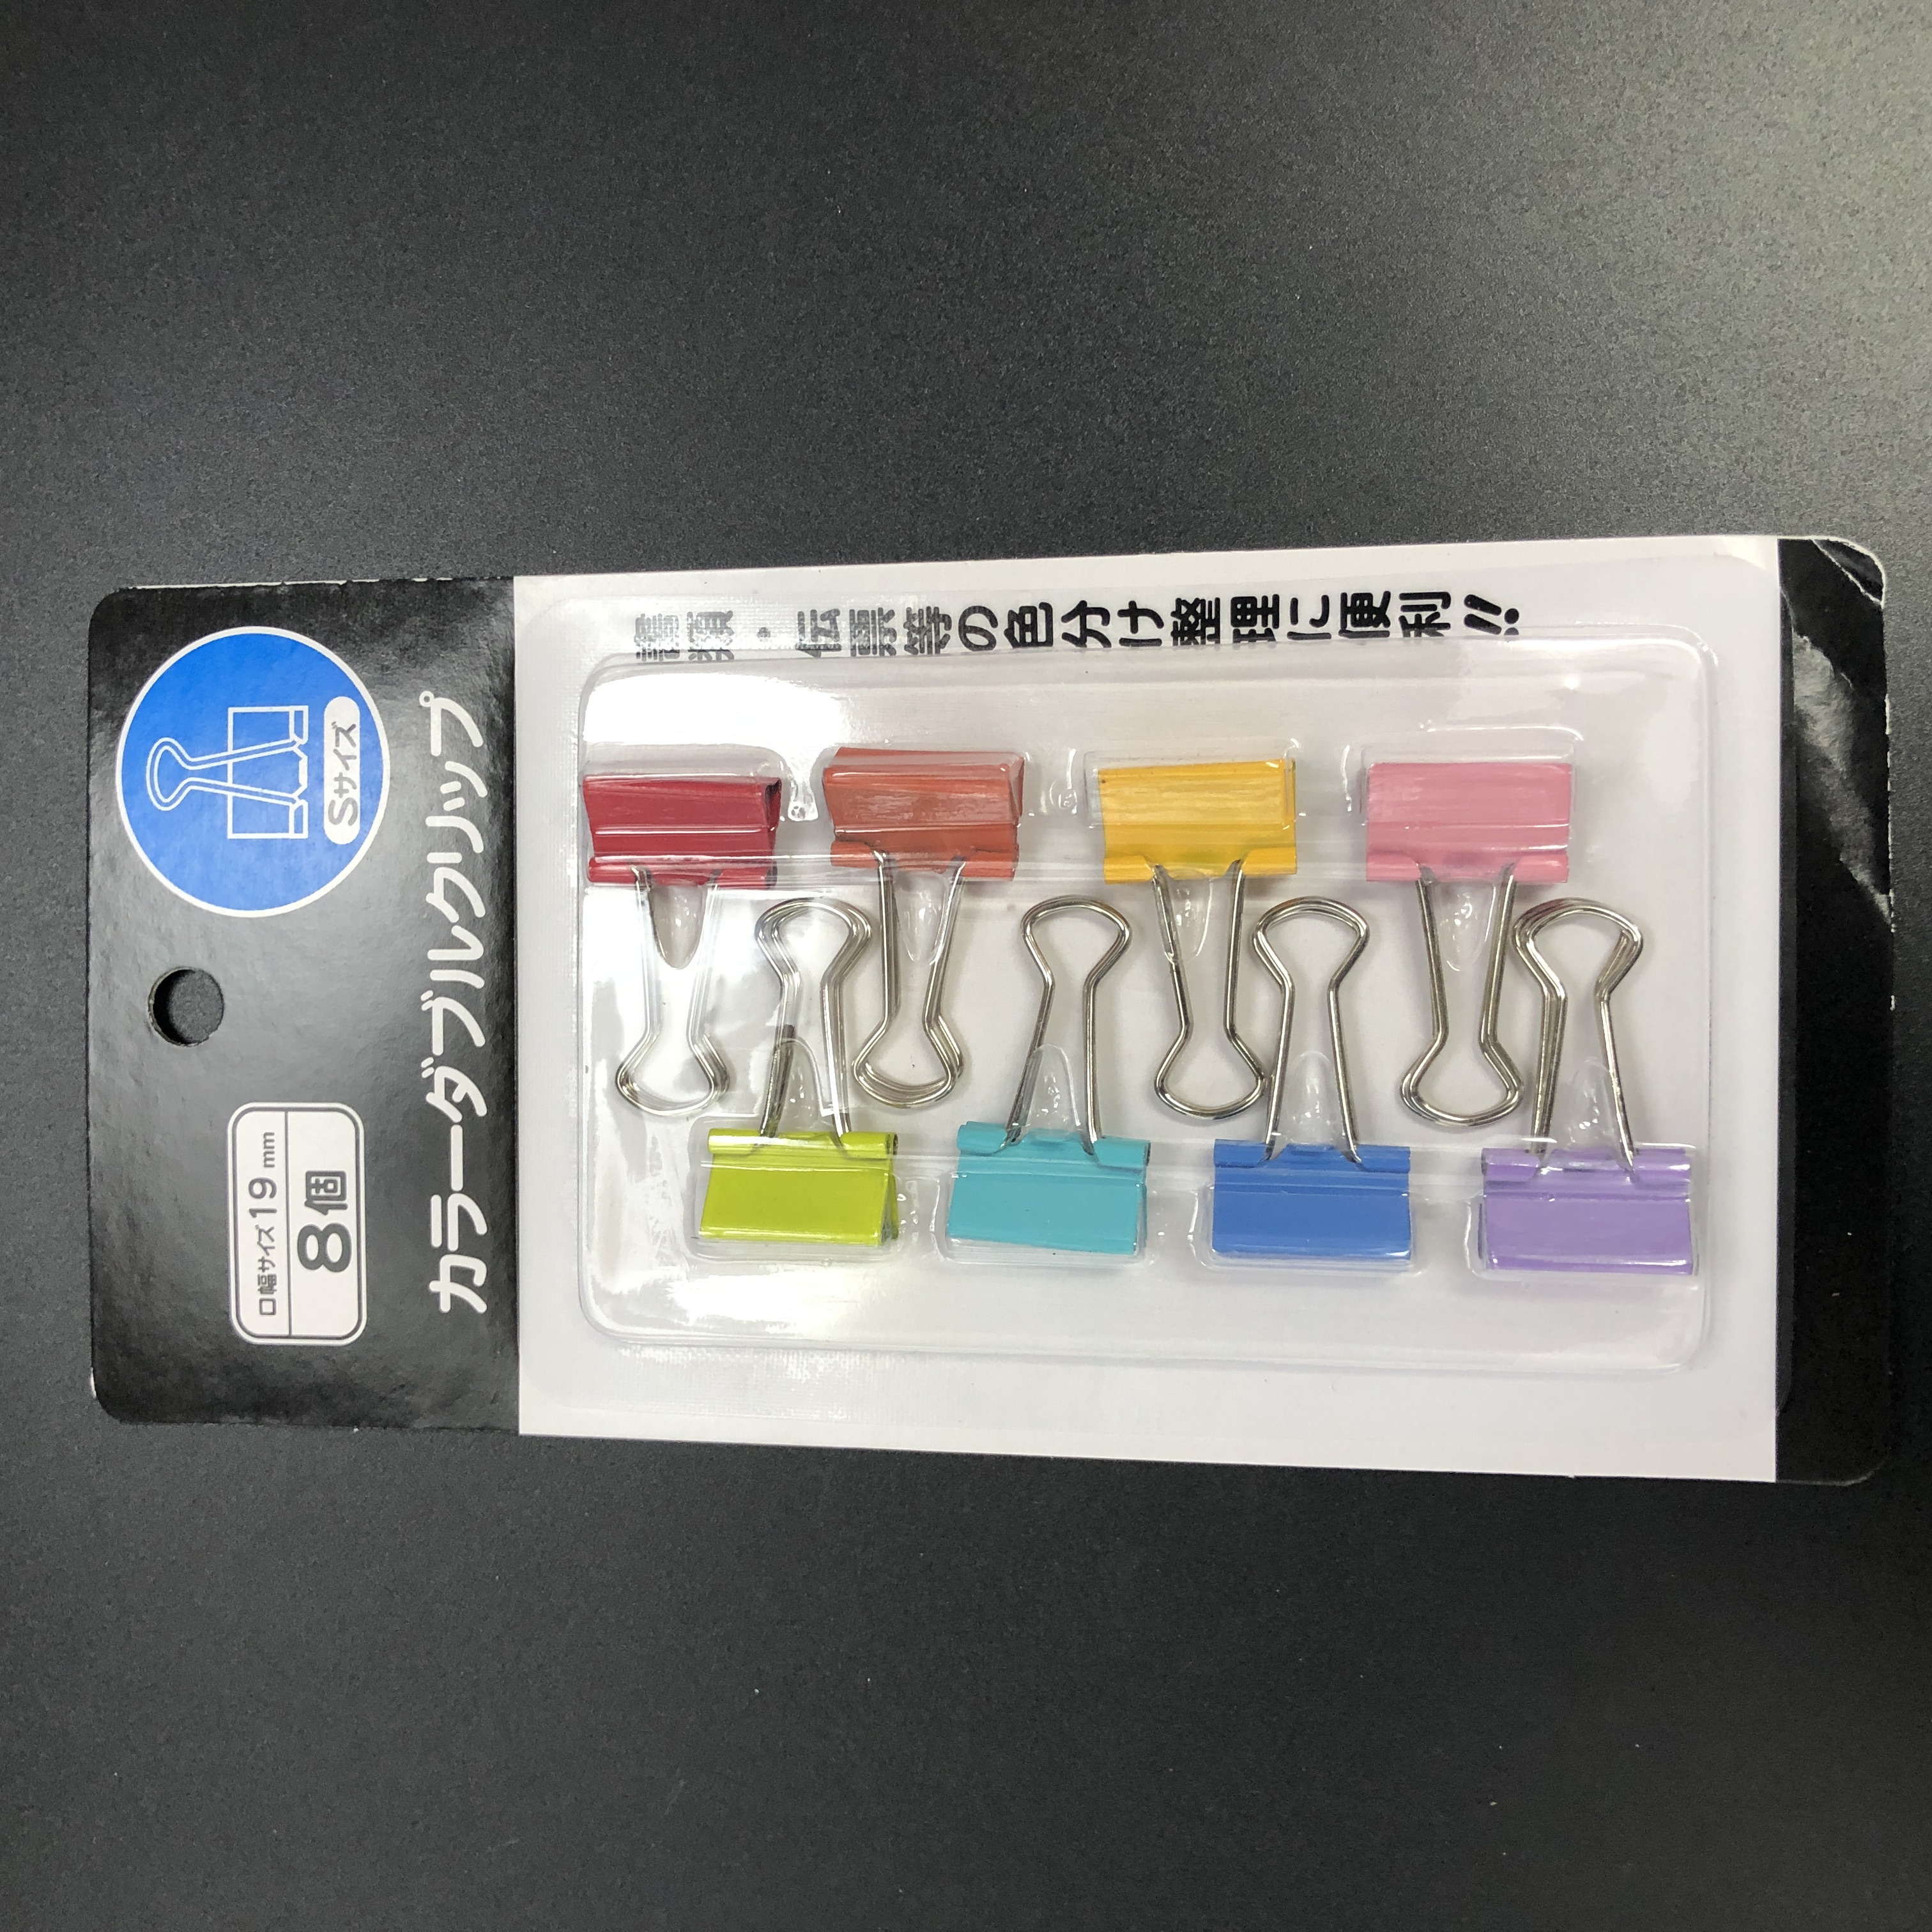 口幅サイズ19mm
8個
Sサイズ
カラーダブルクリップ
書類・伝票等の色分け整理に便利!!